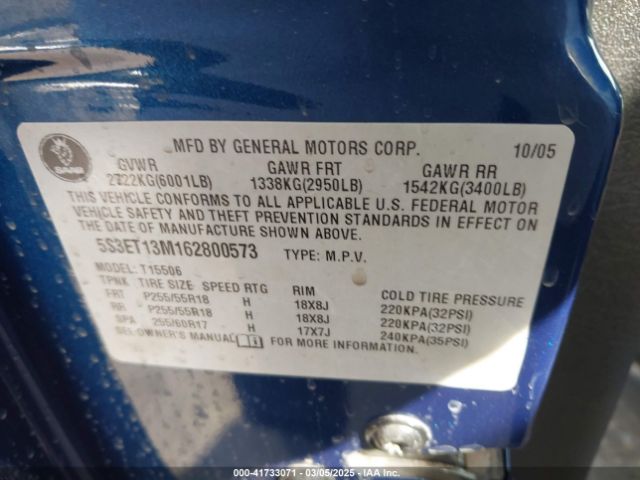 MFD BY GENERAL MOTORS CORP. 10/05
GVWR GAWR FRT GAWR RR
2722KG(6001LB) 1338KG(2950LB) 1542KG(3400LB)
THIS VEHICLE CONFORMS TO ALL APPLICABLE U.S. FEDERAL MOTOR
VEHICLE SAFETY AND THEFT PREVENTION STANDARDS IN EFFECT ON
THE DATE OF MANUFACTURE SHOWN ABOVE.
5S3ET13M162800573 TYPE: M.P.V.
MODEL: T15506
TPNK TIRE SIZE SPEED RTG RIM COLD TIRE PRESSURE
FRT P255/55R18 H 18X8J 220KPA(32PSI)
RR P255/55R18 H 18X8J 220KPA(32PSI)
SPA 255/60R17 H 17X7J 240KPA(35PSI)
SEE OWNER'S MANUAL FOR MORE INFORMATION.
COPART © 41733071 — 03/05/2025 — IAA Inc.